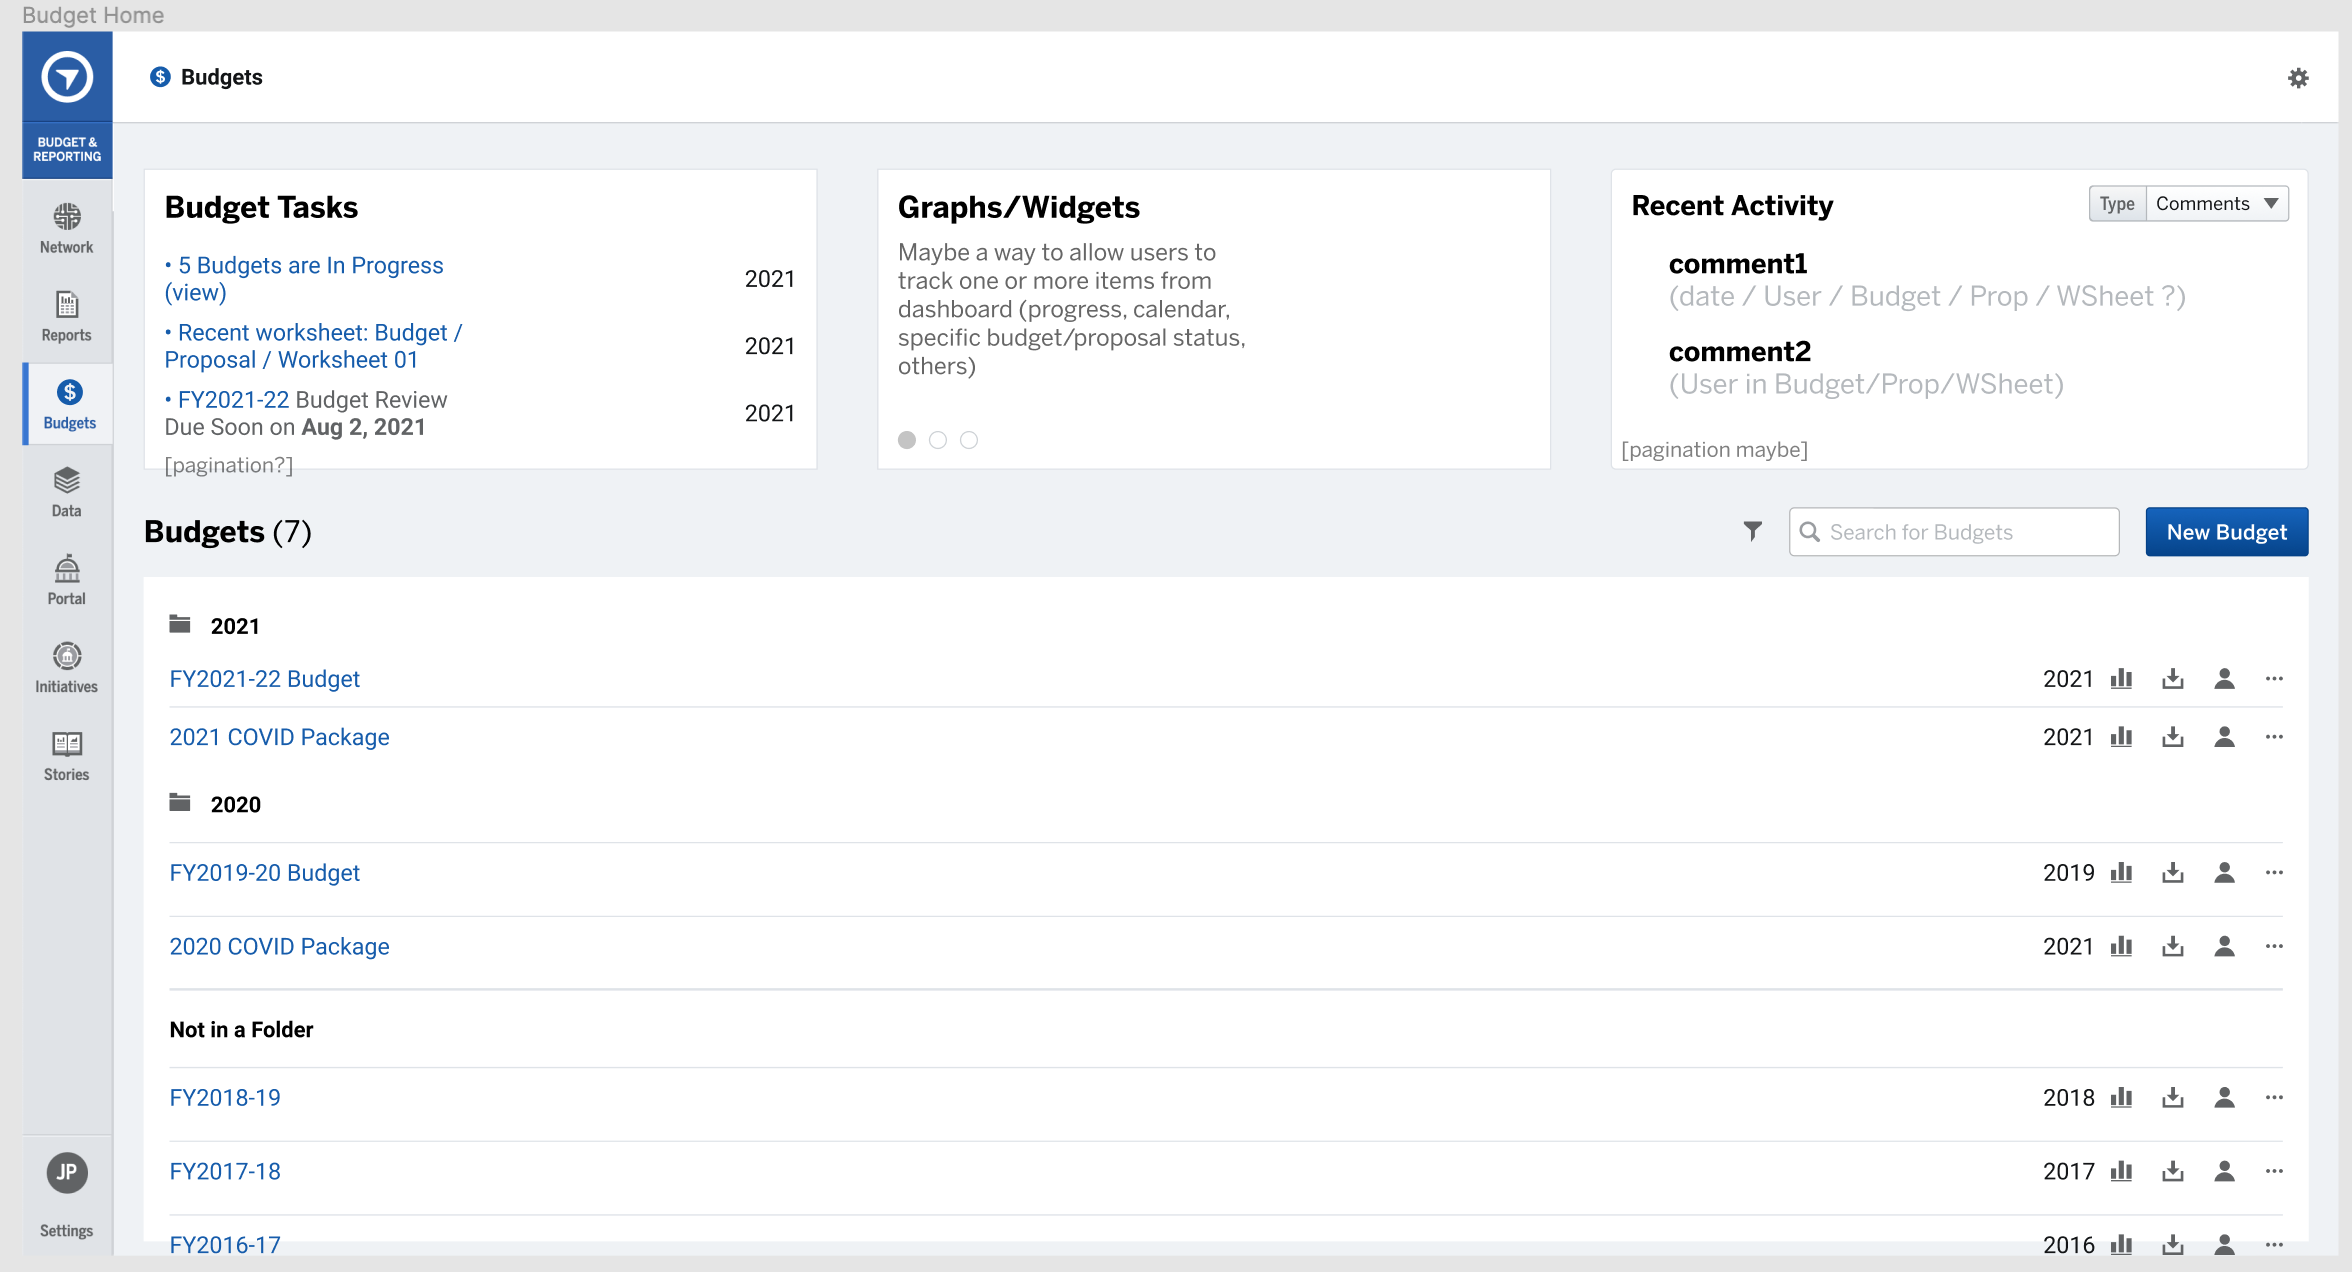 Budget Home
BUDGET &
REPORTING
Network
Reports
$
Budgets
Data
Portal
Initiatives
Stories
JP
Settings
$ Budgets
Budget Tasks
• 5 Budgets are In Progress
(view)
2021
• Recent worksheet: Budget /
Proposal / Worksheet 01
2021
• FY2021-22 Budget Review
Due Soon on Aug 2, 2021
2021
[pagination?]
Graphs/Widgets
Maybe a way to allow users to
track one or more items from
dashboard (progress, calendar,
specific budget/proposal status,
others)
Recent Activity
Type Comments
comment1
(date / User / Budget / Prop / WSheet ?)
comment2
(User in Budget/Prop/WSheet)
[pagination maybe]
Budgets (7)
Search for Budgets
New Budget
2021
FY2021-22 Budget 2021
2021 COVID Package 2021
2020
FY2019-20 Budget 2019
2020 COVID Package 2021
Not in a Folder
FY2018-19 2018
FY2017-18 2017
FY2016-17 2016